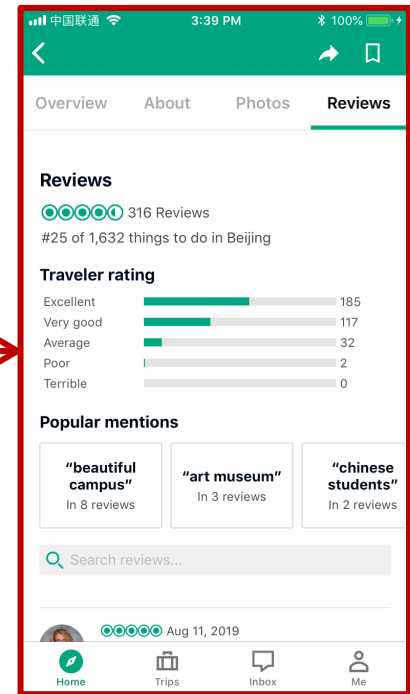 中国联通 3:39 PM 100%
Overview About Photos Reviews
Reviews
316 Reviews
#25 of 1,632 things to do in Beijing
Traveler rating
Excellent 185
Very good 117
Average 32
Poor 2
Terrible 0
Popular mentions
“beautiful
campus”
In 8 reviews
“art museum”
In 3 reviews
“chinese
students”
In 2 reviews
Search reviews...
Aug 11, 2019
Home Trips Inbox Me